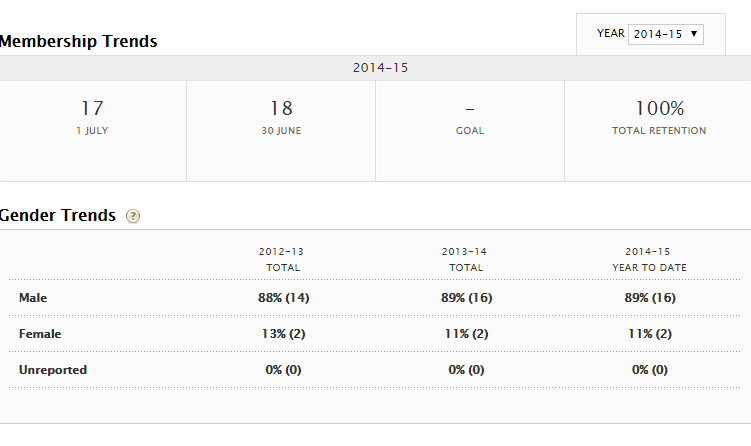 YEAR 2014-15 ▼
Membership Trends
2014-15
17 18 – 100%
1 JULY 30 JUNE GOAL TOTAL RETENTION
Gender Trends ?
2012-13 2013-14 2014-15
TOTAL TOTAL YEAR TO DATE
Male 88% (14) 89% (16) 89% (16)
Female 13% (2) 11% (2) 11% (2)
Unreported 0% (0) 0% (0) 0% (0)